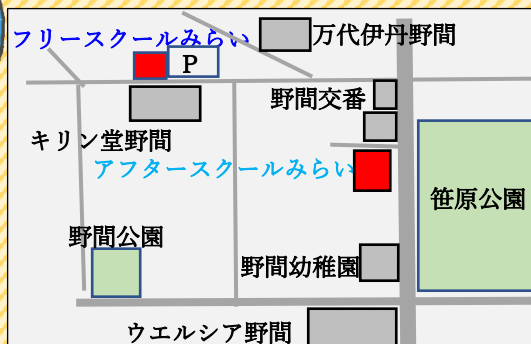 フリースクールみらい
万代伊丹野間
P
野間交番
キリン堂野間
アフタースクールみらい
笹原公園
野間公園
野間幼稚園
ウエルシア野間